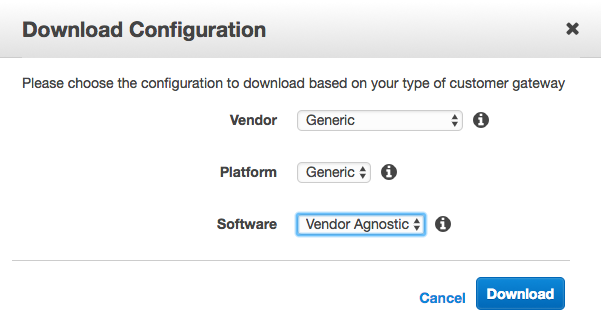 Download Configuration
Please choose the configuration to download based on your type of customer gateway
Vendor Generic
Platform Generic
Software Vendor Agnostic
Cancel Download